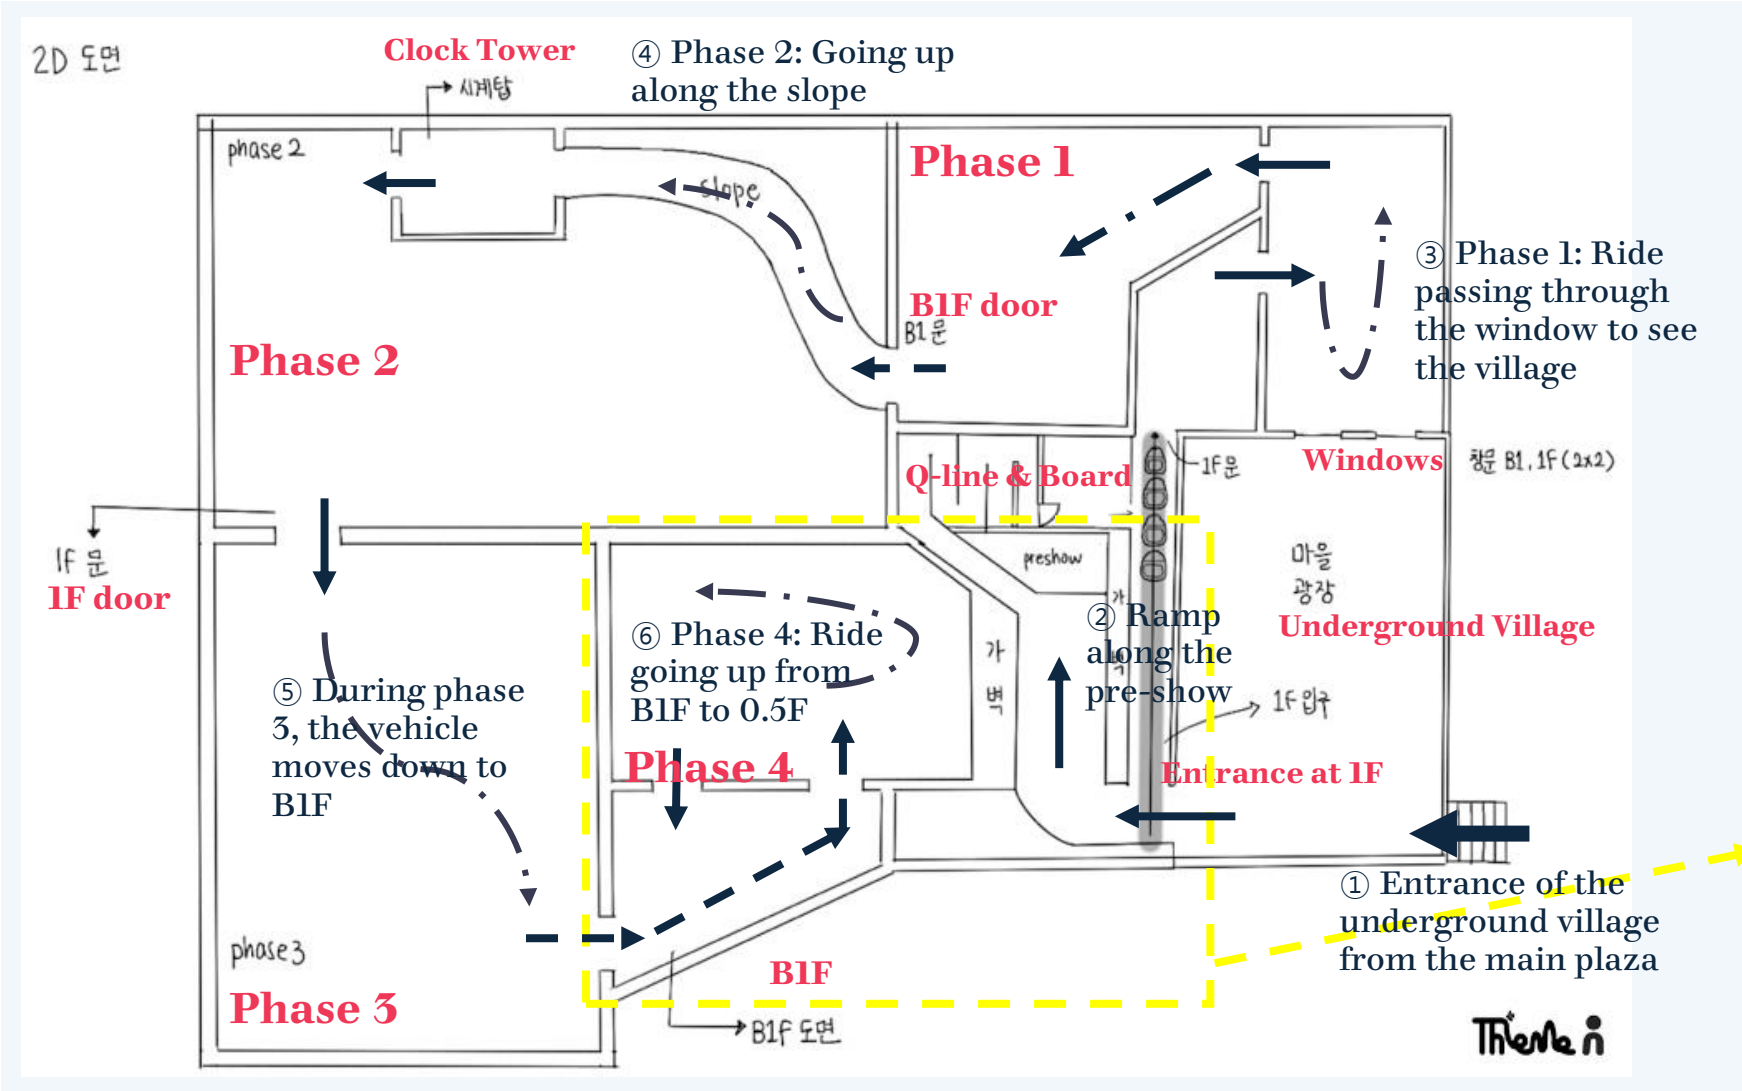 2D 도면
Clock Tower
시계탑
④ Phase 2: Going up
along the slope
phase 2
slope
Phase 1
③ Phase 1: Ride
passing through
the window to see
the village
B1F door
B1 문
Phase 2
Q-line & Board
1F 문
Windows
창문 B1, 1F (2x2)
1F 문
1F door
preshow
마을
광장
Underground Village
② Ramp
along the
pre-show
가
벽
가
벽
1F 입구
Entrance at 1F
⑥ Phase 4: Ride
going up from
B1F to 0.5F
Phase 4
⑤ During phase
3, the vehicle
moves down to
B1F
① Entrance of the
underground village
from the main plaza
phase 3
Phase 3
B1F
B1F 도면